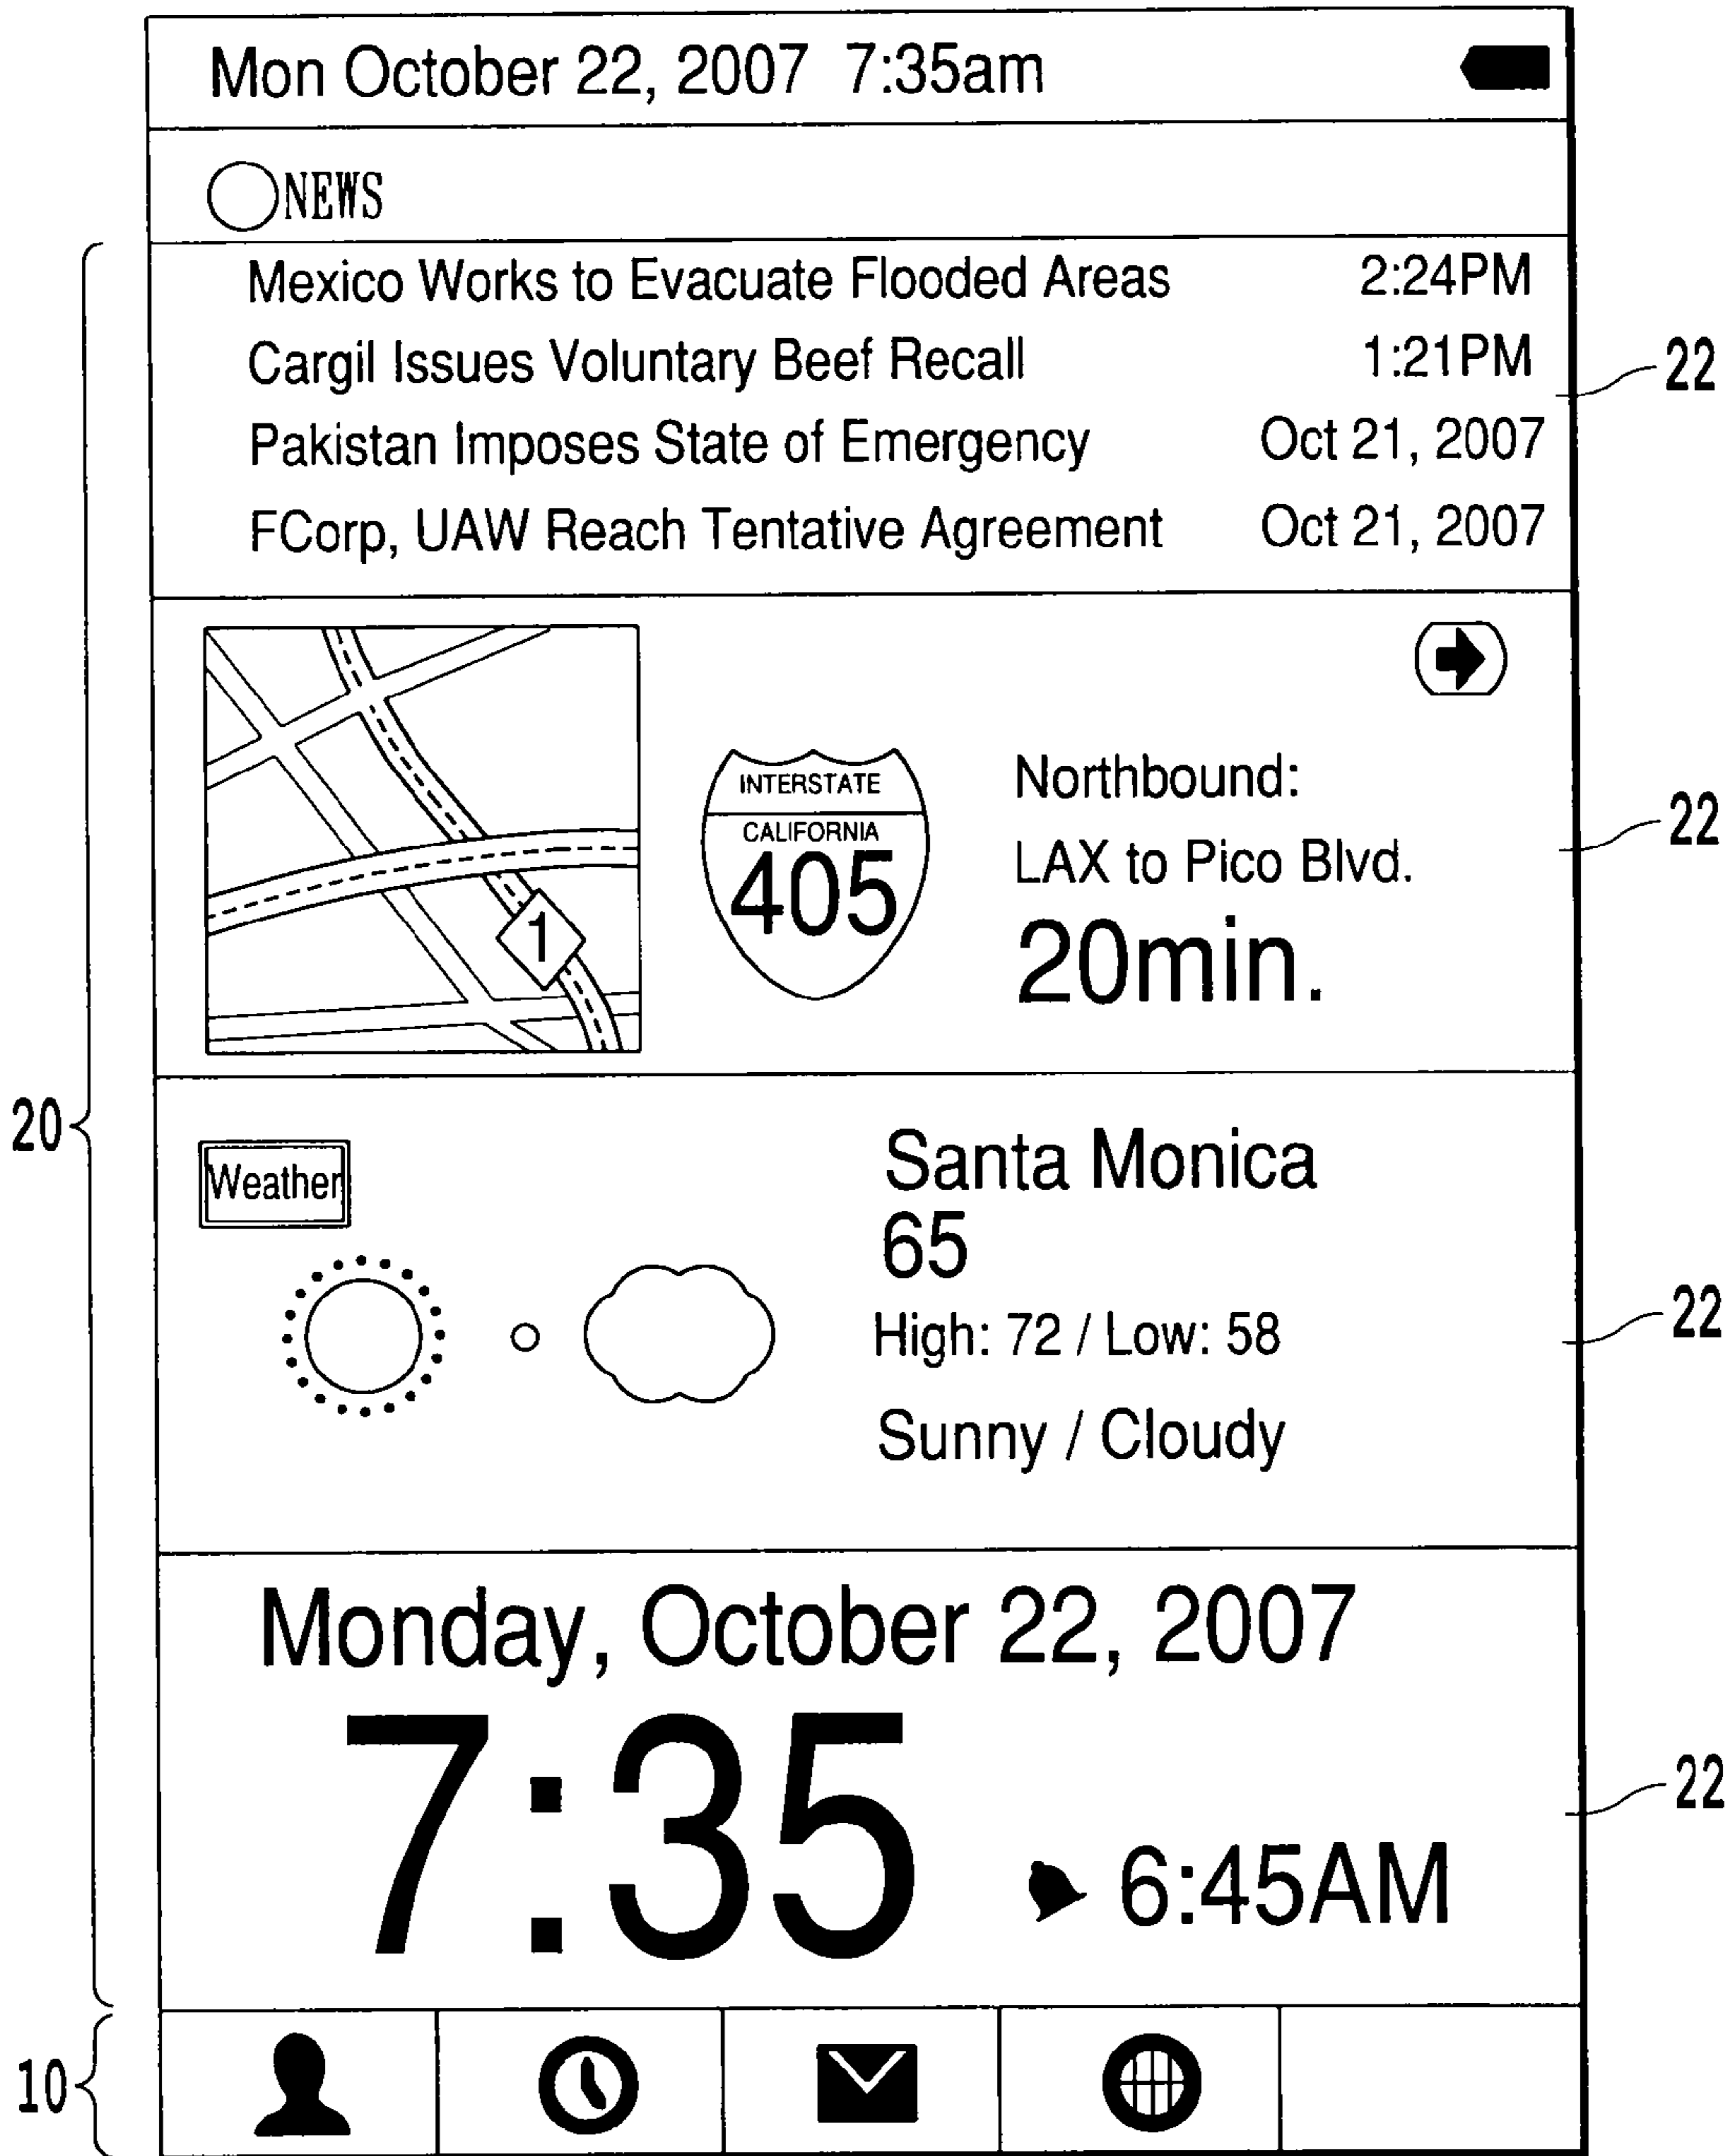 Mon October 22, 2007 7:35am
NEWS
Mexico Works to Evacuate Flooded Areas 2:24PM
Cargil Issues Voluntary Beef Recall 1:21PM
22
Pakistan Imposes State of Emergency Oct 21, 2007
FCorp, UAW Reach Tentative Agreement Oct 21, 2007
INTERSTATE
CALIFORNIA
405
1
Northbound:
LAX to Pico Blvd.
20min.
22
20
Weather
Santa Monica
65
High: 72 / Low: 58
Sunny / Cloudy
22
Monday, October 22, 2007
7:35
6:45AM
22
10